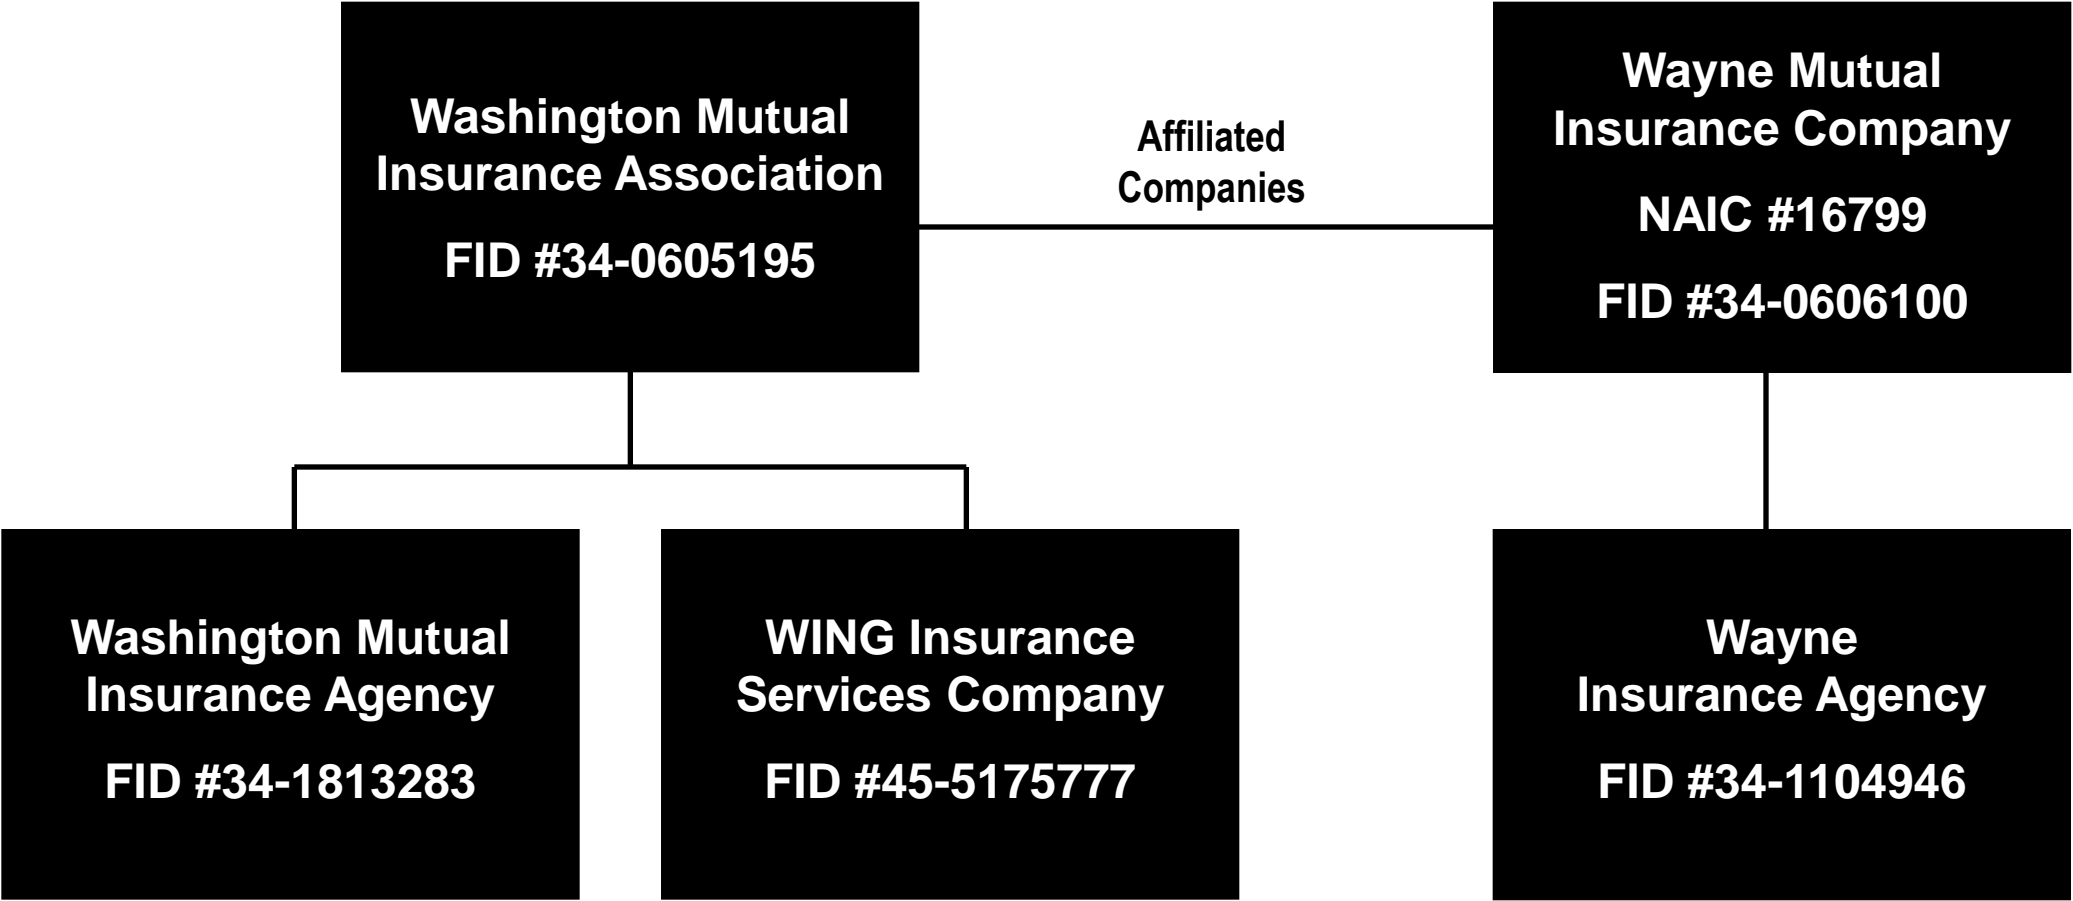 Washington Mutual
Insurance Association
FID #34-0605195
Affiliated
Companies
Wayne Mutual
Insurance Company
NAIC #16799
FID #34-0606100
Washington Mutual
Insurance Agency
FID #34-1813283
WING Insurance
Services Company
FID #45-5175777
Wayne
Insurance Agency
FID #34-1104946